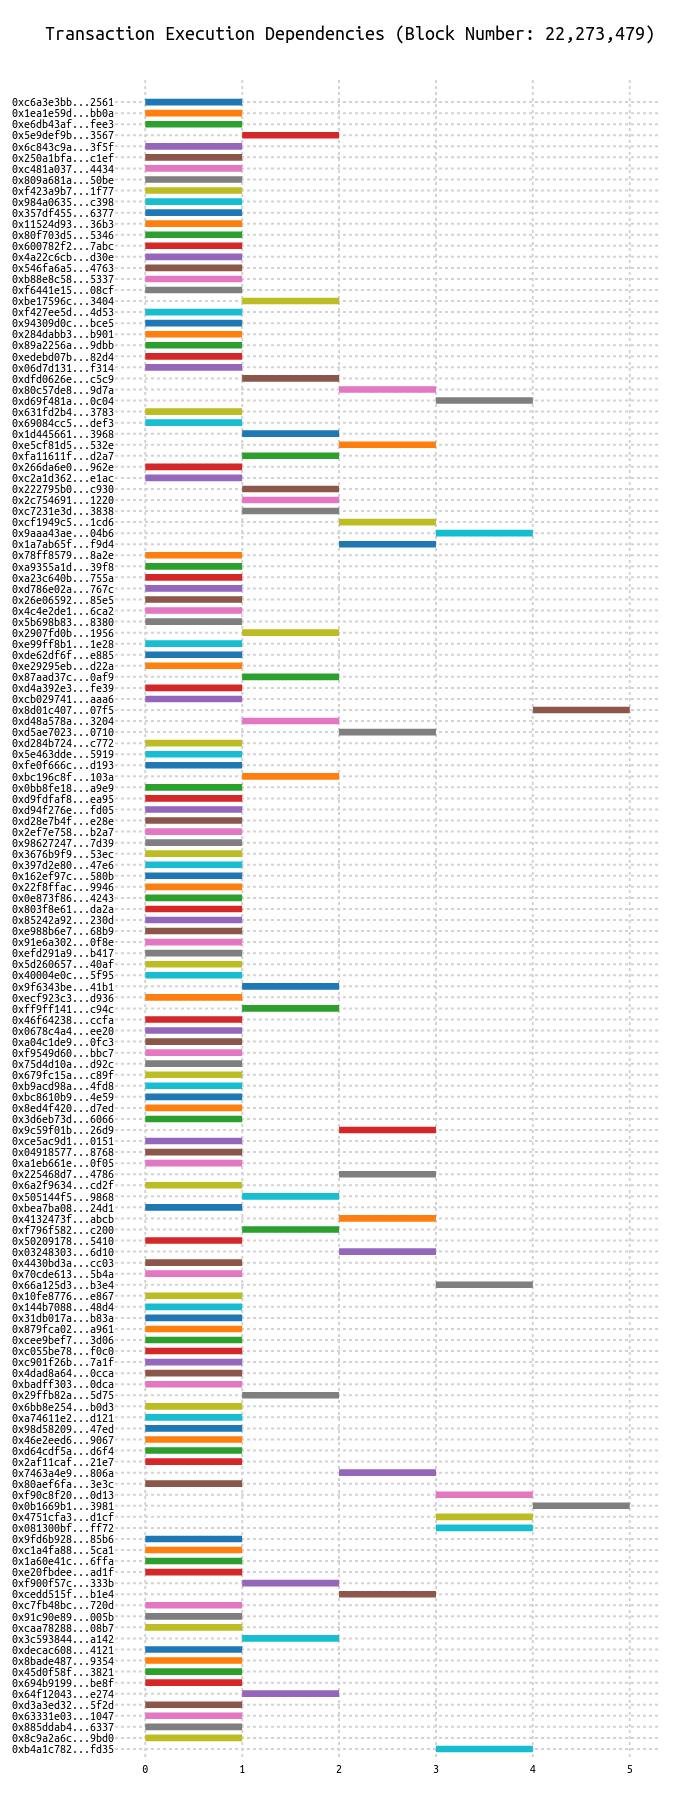 Transaction Execution Dependencies (Block Number: 22,273,479)
0xc6a3e3bb...2561
0x1ea1e59d...bb0a
0xe6db43af...fee3
0x5e9def9b...3567
0x6c843c9a...3f5f
0x250a1bfa...c1ef
0xc481a037...4434
0x809a681a...50be
0xf423a9b7...1f77
0x984a0635...c398
0x357df455...6377
0x11524d93...36b3
0x80f703d5...5346
0x600782f2...7abc
0x4a22c6cb...d30e
0x546fa6a5...4763
0xb88e8c58...5337
0xf6441e15...08cf
0xbe17596c...3404
0xf427ee5d...4d53
0x94309d0c...bce5
0x284dabb3...b901
0x89a2256a...9dbb
0xedebd07b...82d4
0x06d7d131...f314
0xdfd0626e...c5c9
0x80c57de8...9d7a
0xd69f481a...0c04
0x631fd2b4...3783
0x69084cc5...def3
0x1d445661...3968
0xe5cf81d5...532e
0xfa11611f...d2a7
0x266da6e0...962e
0xc2a1d362...e1ac
0x222795b0...c930
0x2c754691...1220
0xc7231e3d...3838
0xcf1949c5...1cd6
0x9aaa43ae...04b6
0x1a7ab65f...f9d4
0x78ff8579...8a2e
0xa9355a1d...39f8
0xa23c640b...755a
0xd786e02a...767c
0x26e06592...85e5
0x4c4e2de1...6ca2
0x5b698b83...8380
0x2907fd0b...1956
0xe99ff8b1...1e28
0xde62df6f...e885
0xe29295eb...d22a
0x87aad37c...0af9
0xd4a392e3...fe39
0xcb029741...aaa6
0x8d01c407...07f5
0xd48a578a...3204
0xd5ae7023...0710
0xd284b724...c772
0x5e463dde...5919
0xfe0f666c...d193
0xbc196c8f...103a
0x0bb8fe18...a9e9
0xd9fdfaf8...ea95
0xd94f276e...fd05
0xd28e7b4f...e28e
0x2ef7e758...b2a7
0x98627247...7d39
0x3676b9f9...53ec
0x397d2e80...47e6
0x162ef97c...580b
0x22f8ffac...9946
0x0e873f86...4243
0x803f8e61...da2a
0x85242a92...230d
0xe988b6e7...68b9
0x91e6a302...0f8e
0xefd291a9...b417
0x5d260657...40af
0x40004e0c...5f95
0x9f6343be...41b1
0xecf923c3...d936
0xff9ff141...c94c
0x46f64238...ccfa
0x0678c4a4...ee20
0xa04c1de9...0fc3
0xf9549d60...bbc7
0x75d4d10a...d92c
0x679fc15a...c89f
0xb9acd98a...4fd8
0xbc8610b9...4e59
0x8ed4f420...d7ed
0x3d6eb73d...6066
0x9c59f01b...26d9
0xce5ac9d1...0151
0x04918577...8768
0xa1eb661e...0f05
0x225468d7...4786
0x6a2f9634...cd2f
0x505144f5...9868
0xbea7ba08...24d1
0x4132473f...abcb
0xf796f582...c200
0x50209178...5410
0x03248303...6d10
0x4430bd3a...cc03
0x70cde613...5b4a
0x66a125d3...b3e4
0x10fe8776...e867
0x144b7088...48d4
0x31db017a...b83a
0x879fca02...a961
0xcee9bef7...3d06
0xc055be78...f0c0
0xc901f26b...7a1f
0x4dad8a64...0cca
0xbadff303...0dca
0x29ffb82a...5d75
0x6bb8e254...b0d3
0xa74611e2...d121
0x98d58209...47ed
0x46e2eed6...9067
0xd64cdf5a...d6f4
0x2af11caf...21e7
0x7463a4e9...806a
0x80aef6fa...3e3c
0xf90c8f20...0d13
0x0b1669b1...3981
0x4751cfa3...d1cf
0x081300bf...ff72
0x9fd6b928...85b6
0xc1a4fa88...5ca1
0x1a60e41c...6ffa
0xe20fbdee...ad1f
0xf900f57c...333b
0xcedd515f...b1e4
0xc7fb48bc...720d
0x91c90e89...005b
0xcaa78288...08b7
0x3c593844...a142
0xdecac608...4121
0x8bade487...9354
0x45d0f58f...3821
0x694b9199...be8f
0x64f12043...e274
0xd3a3ed32...5f2d
0x63331e03...1047
0x885ddab4...6337
0x8c9a2a6c...9bd0
0xb4a1c782...fd35
0 1 2 3 4 5